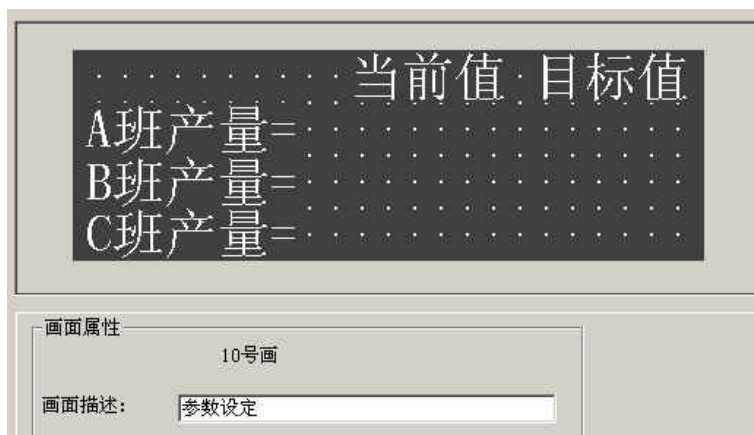 当前值 目标值
A班产量=
B班产量=
C班产量=
画面属性
10号画
画面描述:
参数设定